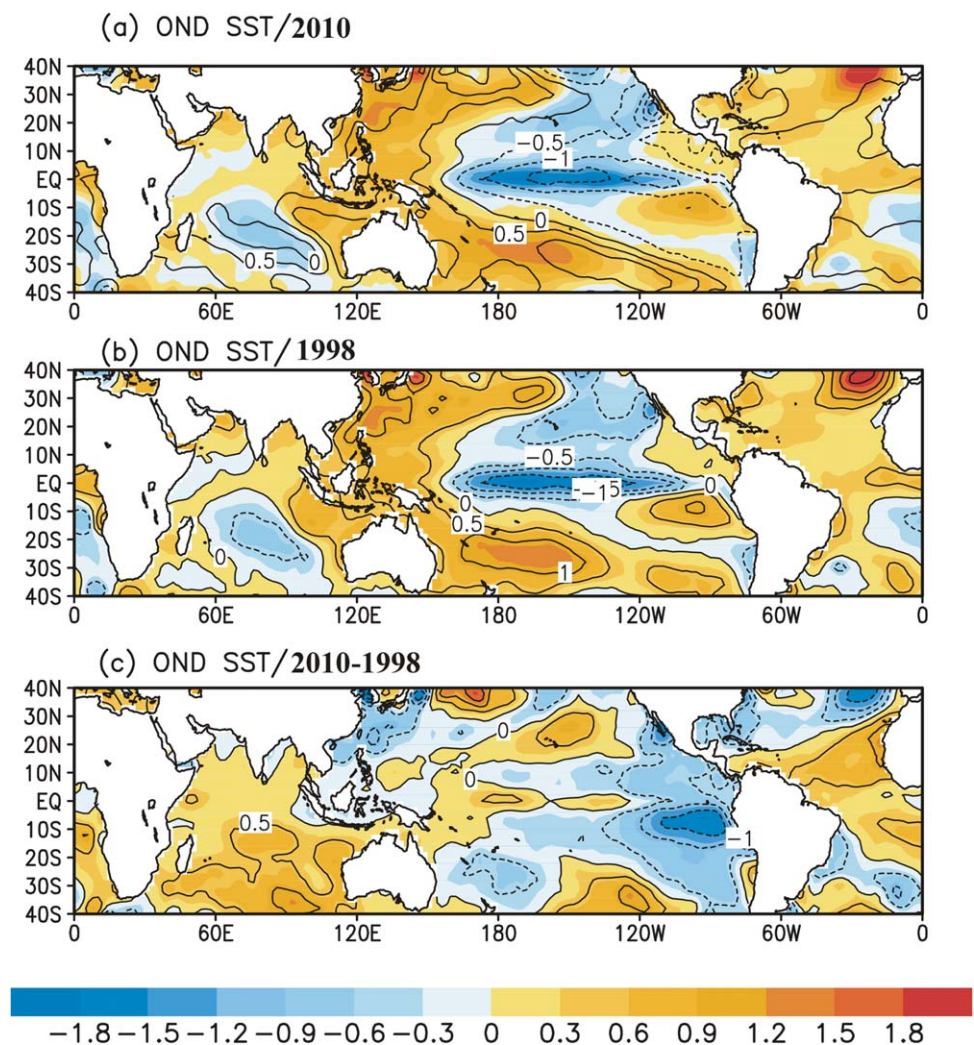 (a) OND SST/2010
40N
30N
20N
10N
EQ
10S
20S
30S
40S
−0.5
−1
0
0.5
0.5
0
0 60E 120E 180 120W 60W 0
(b) OND SST/1998
40N
30N
20N
10N
EQ
10S
20S
30S
40S
−0.5
0
0
0.5
0
1
0 60E 120E 180 120W 60W 0
(c) OND SST/2010-1998
40N
30N
20N
10N
EQ
10S
20S
30S
40S
0
0
0.5
−1
0 60E 120E 180 120W 60W 0
−1.8 −1.5 −1.2 −0.9 −0.6 −0.3 0 0.3 0.6 0.9 1.2 1.5 1.8